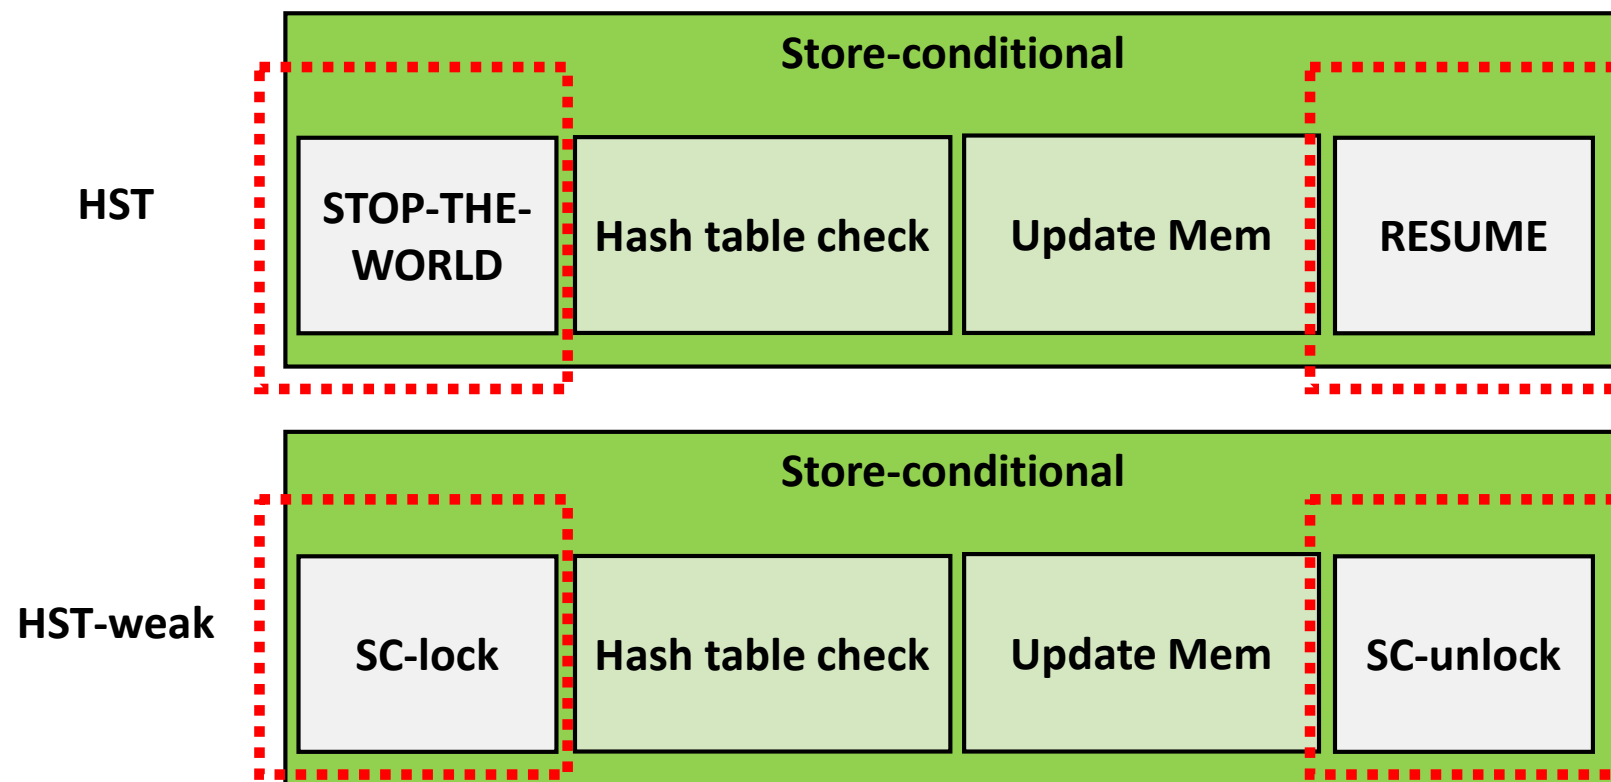 Store-conditional
HST
STOP-THE-
WORLD
Hash table check
Update Mem
RESUME
Store-conditional
HST-weak
SC-lock
Hash table check
Update Mem
SC-unlock